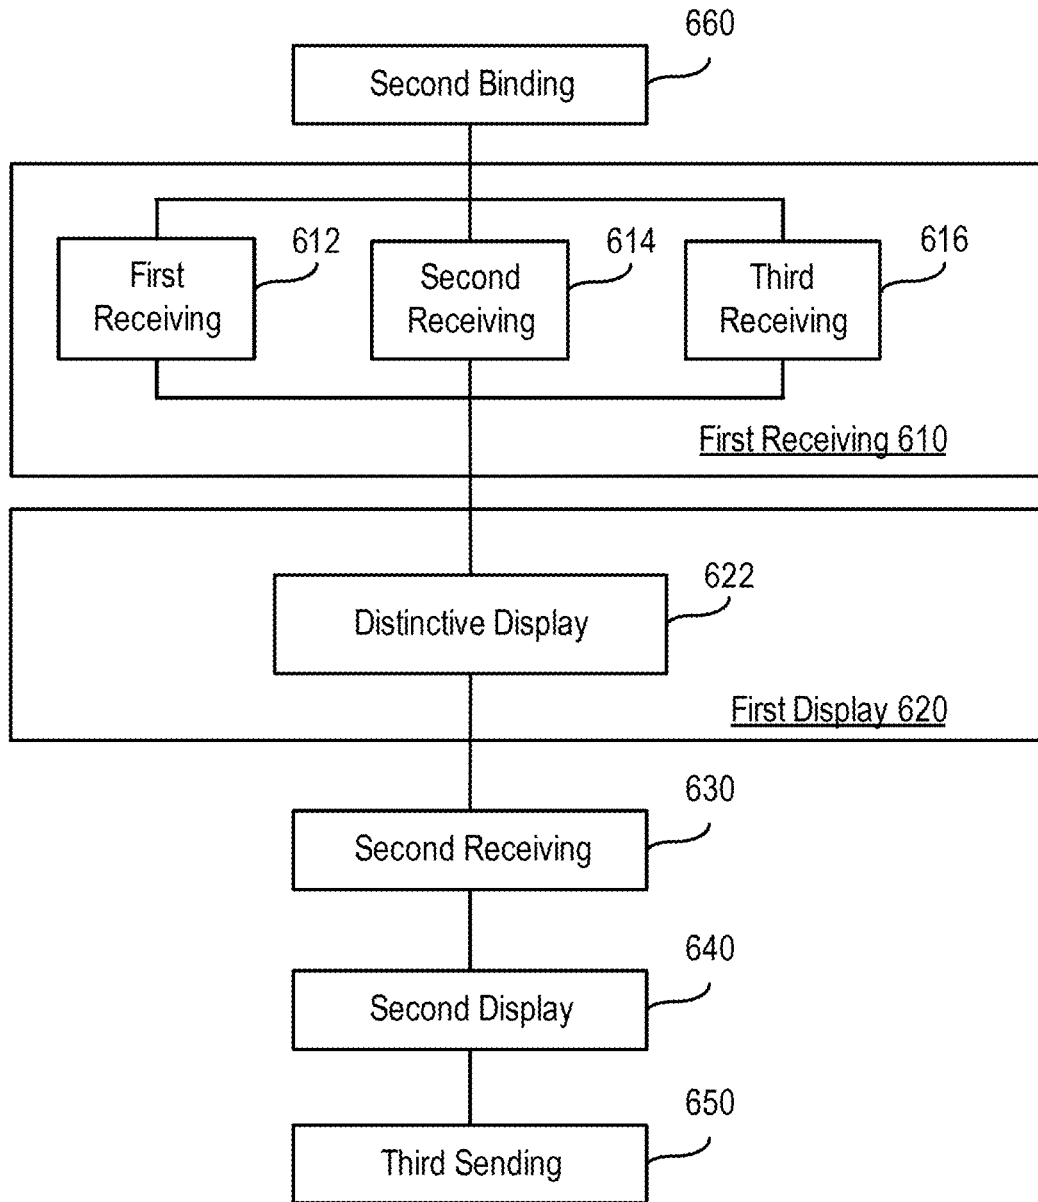 660
Second Binding
612
614
616
First
Receiving
Second
Receiving
Third
Receiving
First Receiving 610
622
Distinctive Display
First Display 620
630
Second Receiving
640
Second Display
650
Third Sending